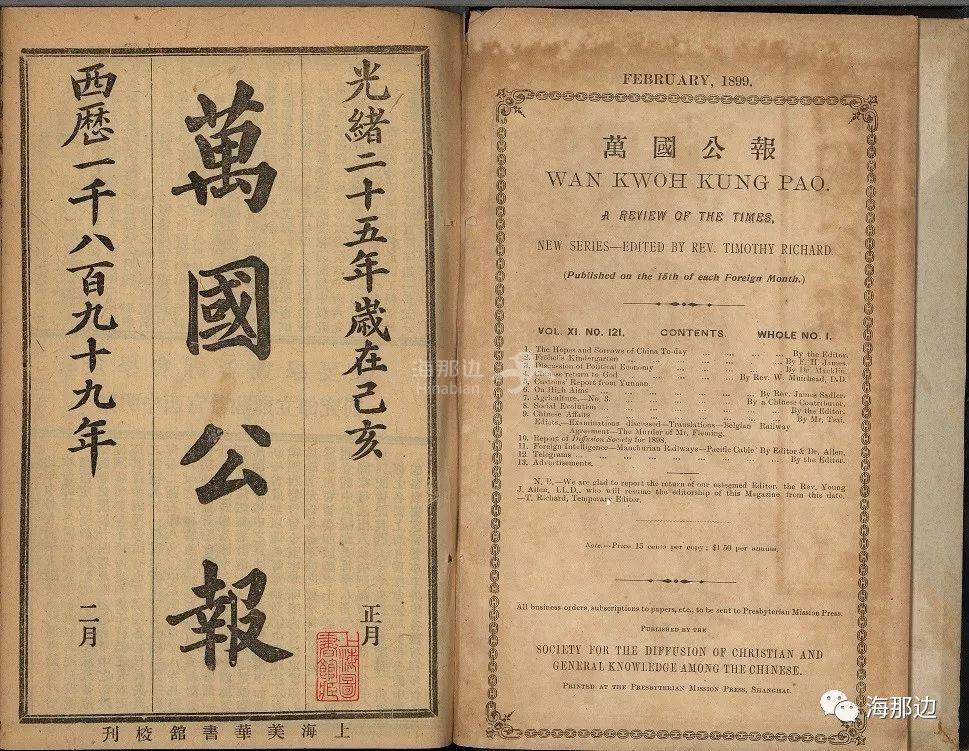 光緒二十五年歲在己亥
正月
萬國公報
西曆一千八百九十九年
二月
上海美華書館校刊
上海圖書館藏
FEBRUARY, 1899.
萬國公報
WAN KWOH KUNG PAO.
A REVIEW OF THE TIMES,
NEW SERIES—EDITED BY REV. TIMOTHY RICHARD.
(Published on the 15th of each Foreign Month.)
VOL. XI. NO. 121. CONTENTS. WHOLE NO. 1.
1. The Hopes and Sorrows of China To-day ... ... ... ... By the Editor.
2. Fröbel's Kindergarten ... ... ... ... By F. H. James.
3. Discussion of Political Economy ... ... ... By Dr. Macklin.
4. return to God ... ... ... By Rev. W. Muirhead, D.D.
5. Customs' Report from Yunnan.
6. On High Aims ... ... ... ... By Rev. James Sadler.
7. Agriculture,—No. 3. ... ... ... By a Chinese Contributor.
8. Social Evolution ... ... ... ... By the Editor.
9. Chinese Affairs ... ... ... ... By Mr. Tsai.
Edicts,—Examinations discussed—Translations—Belgian Railway
Agreement—The Murder of Mr. Fleming.
10. Report of Diffusion Society for 1898.
11. Foreign Intelligence—Manchurian Railways—Pacific Cable By Editor & Dr. Allen.
12. Telegrams ... ... ... ... By the Editor.
13. Advertisements.
N. B.—We are glad to report the return of our esteemed Editor, the Rev. Young
J. Allen, LL.D., who will resume the editorship of this Magazine from this date.
—T. Richard, Temporary Editor.
Note.—Price 15 cents per copy; $1.50 per annum.
All business orders, subscriptions to papers, etc., to be sent to Presbyterian Mission Press.
PUBLISHED BY THE
SOCIETY FOR THE DIFFUSION OF CHRISTIAN AND
GENERAL KNOWLEDGE AMONG THE CHINESE.
PRINTED AT THE PRESBYTERIAN MISSION PRESS, SHANGHAI.
海那边
Hinabian
海那边